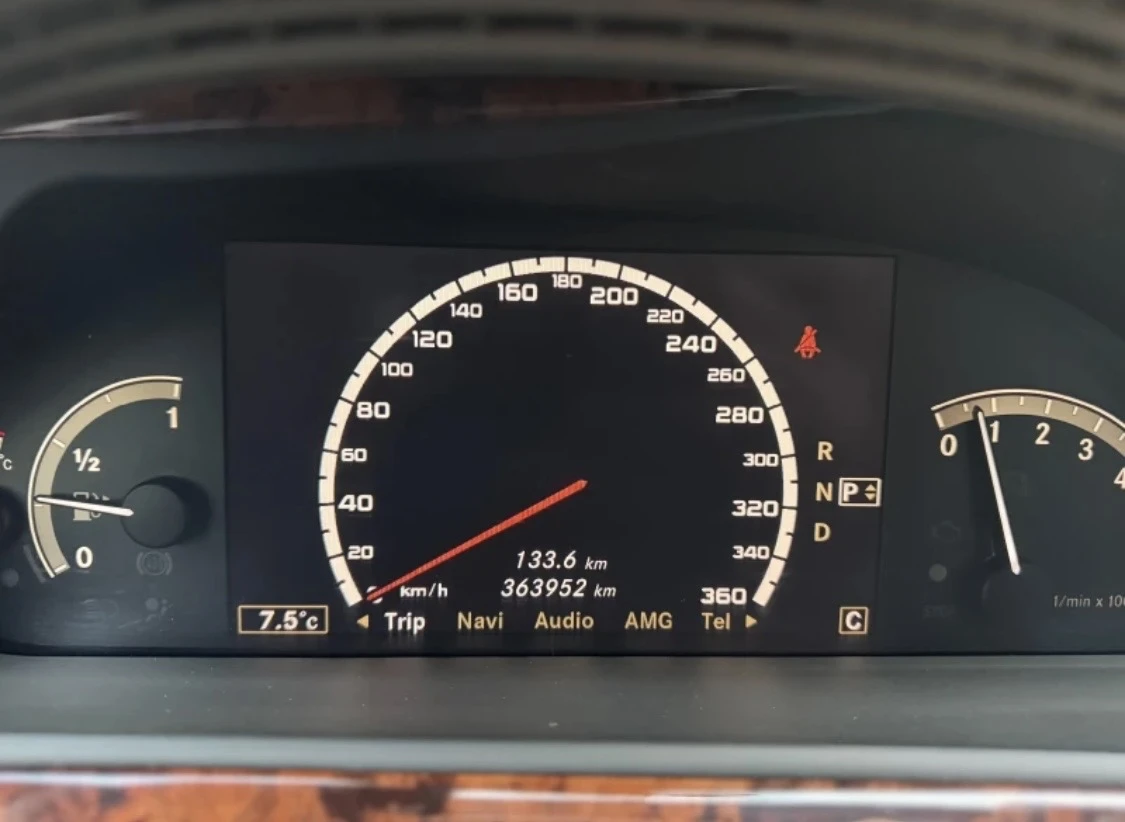 180
160 200
140 220
120 240
100 260
80 280
60 300
40 320
20 340
km/h 360
133.6 km
363952 km
7.5°C
Trip Navi Audio AMG Tel
R
N P
D
C
1
1/2
0
°C
0 1 2 3 4
1/min x 10